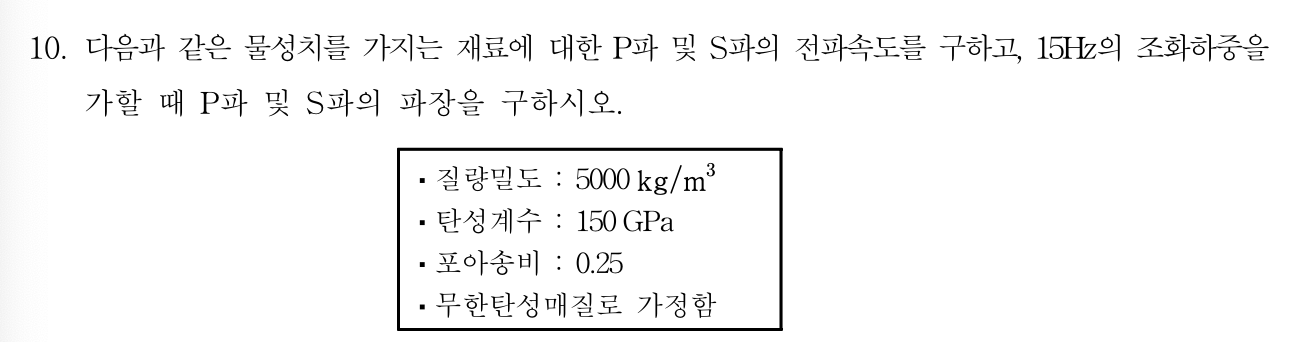 10. 다음과 같은 물성치를 가지는 재료에 대한 P파 및 S파의 전파속도를 구하고, 15Hz의 조화하중을
가할 때 P파 및 S파의 파장을 구하시오.
▪질량밀도 : 5000 kg/m³
▪탄성계수 : 150 GPa
▪포아송비 : 0.25
▪무한탄성매질로 가정함